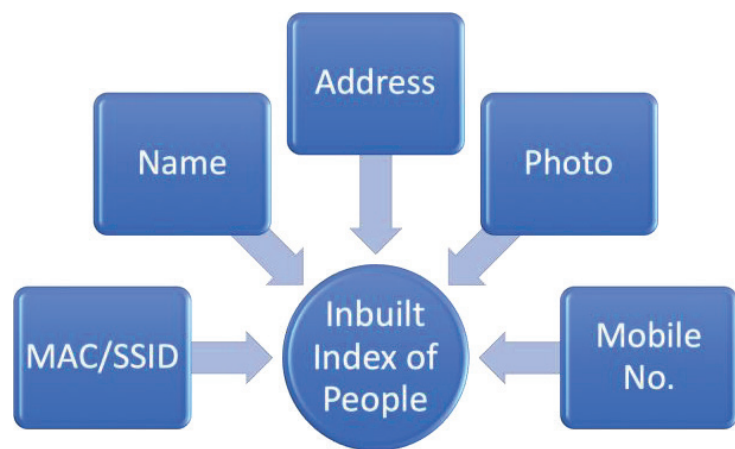 Address
Name
Photo
MAC/SSID
Inbuilt
Index of
People
Mobile
No.